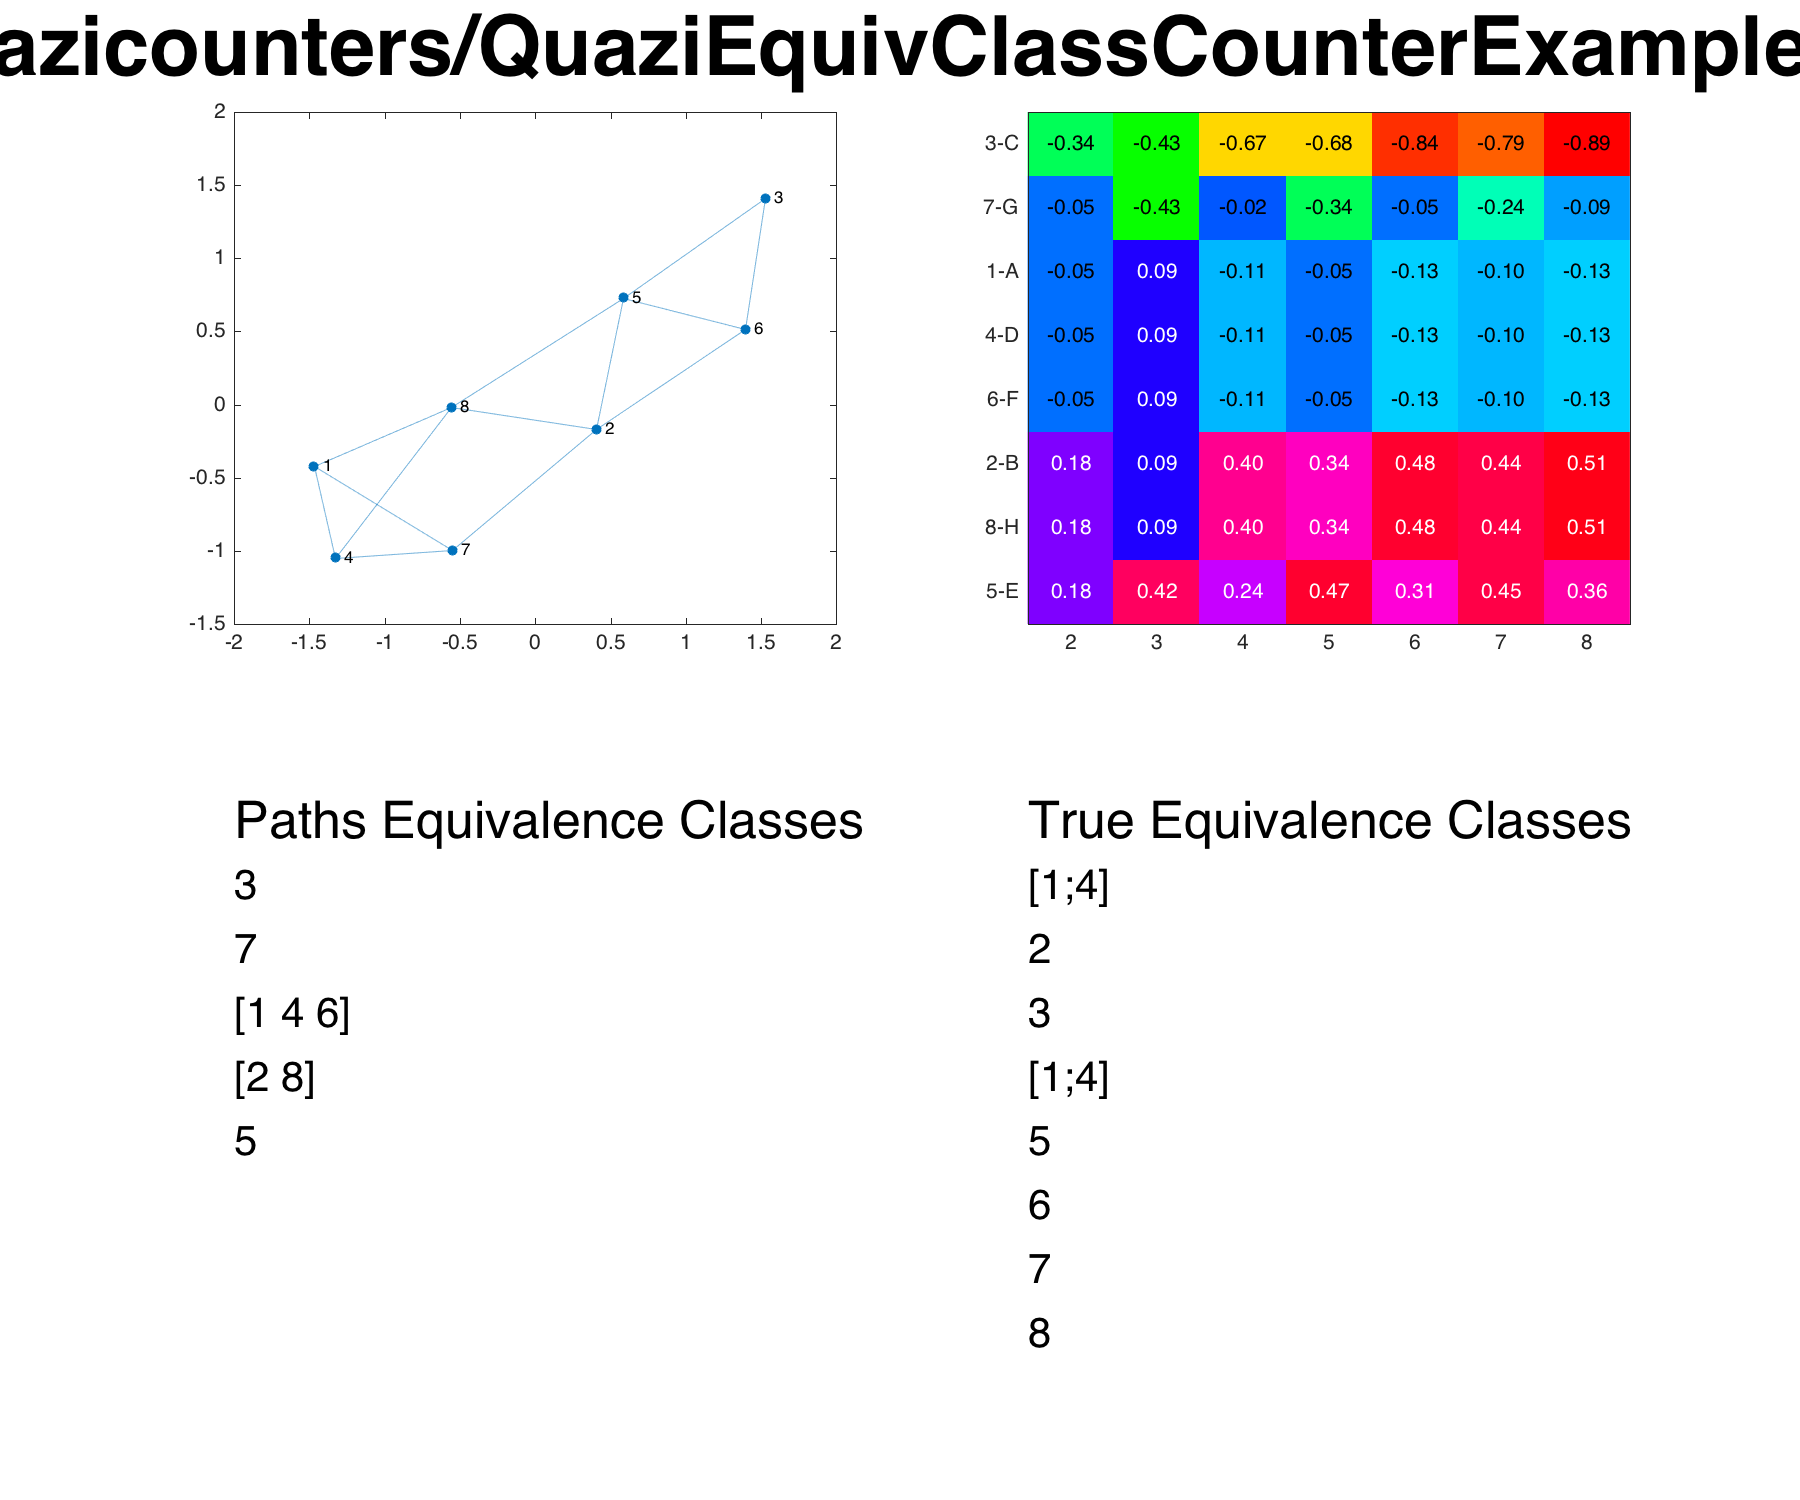 azicounters/QuaziEquivClassCounterExample
2
1.5
1
0.5
0
-0.5
-1
-1.5
-2 -1.5 -1 -0.5 0 0.5 1 1.5 2
3
5
6
8
2
1
7
4
3-C -0.34 -0.43 -0.67 -0.68 -0.84 -0.79 -0.89
7-G -0.05 -0.43 -0.02 -0.34 -0.05 -0.24 -0.09
1-A -0.05 0.09 -0.11 -0.05 -0.13 -0.10 -0.13
4-D -0.05 0.09 -0.11 -0.05 -0.13 -0.10 -0.13
6-F -0.05 0.09 -0.11 -0.05 -0.13 -0.10 -0.13
2-B 0.18 0.09 0.40 0.34 0.48 0.44 0.51
8-H 0.18 0.09 0.40 0.34 0.48 0.44 0.51
5-E 0.18 0.42 0.24 0.47 0.31 0.45 0.36
2 3 4 5 6 7 8
Paths Equivalence Classes
3
7
[1 4 6]
[2 8]
5
True Equivalence Classes
[1;4]
2
3
[1;4]
5
6
7
8